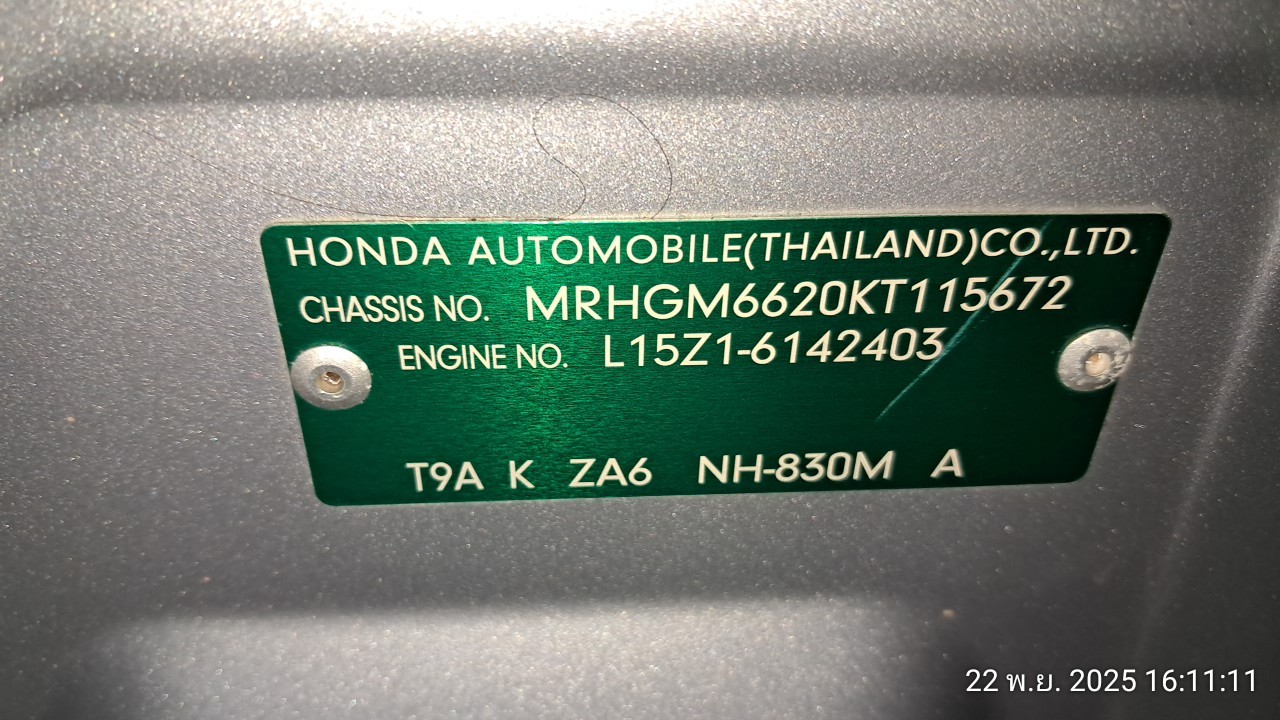 HONDA AUTOMOBILE(THAILAND)CO.,LTD.
CHASSIS NO. MRHGM6620KT115672
ENGINE NO. L15Z1-6142403
T9A K ZA6 NH-830M A
22 พ.ย. 2025 16:11:11